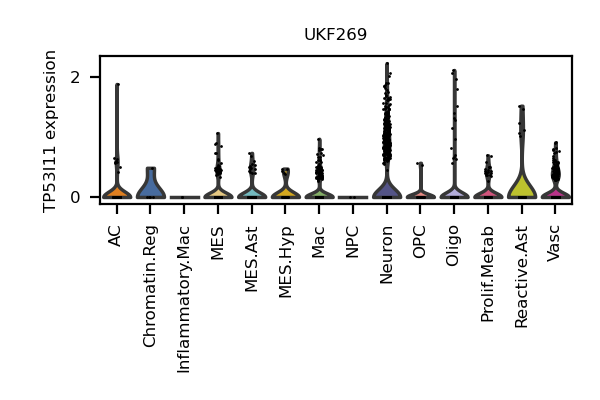 UKF269
TP53I11 expression
2
0
AC
Chromatin.Reg
Inflammatory.Mac
MES
MES.Ast
MES.Hyp
Mac
NPC
Neuron
OPC
Oligo
Prolif.Metab
Reactive.Ast
Vasc